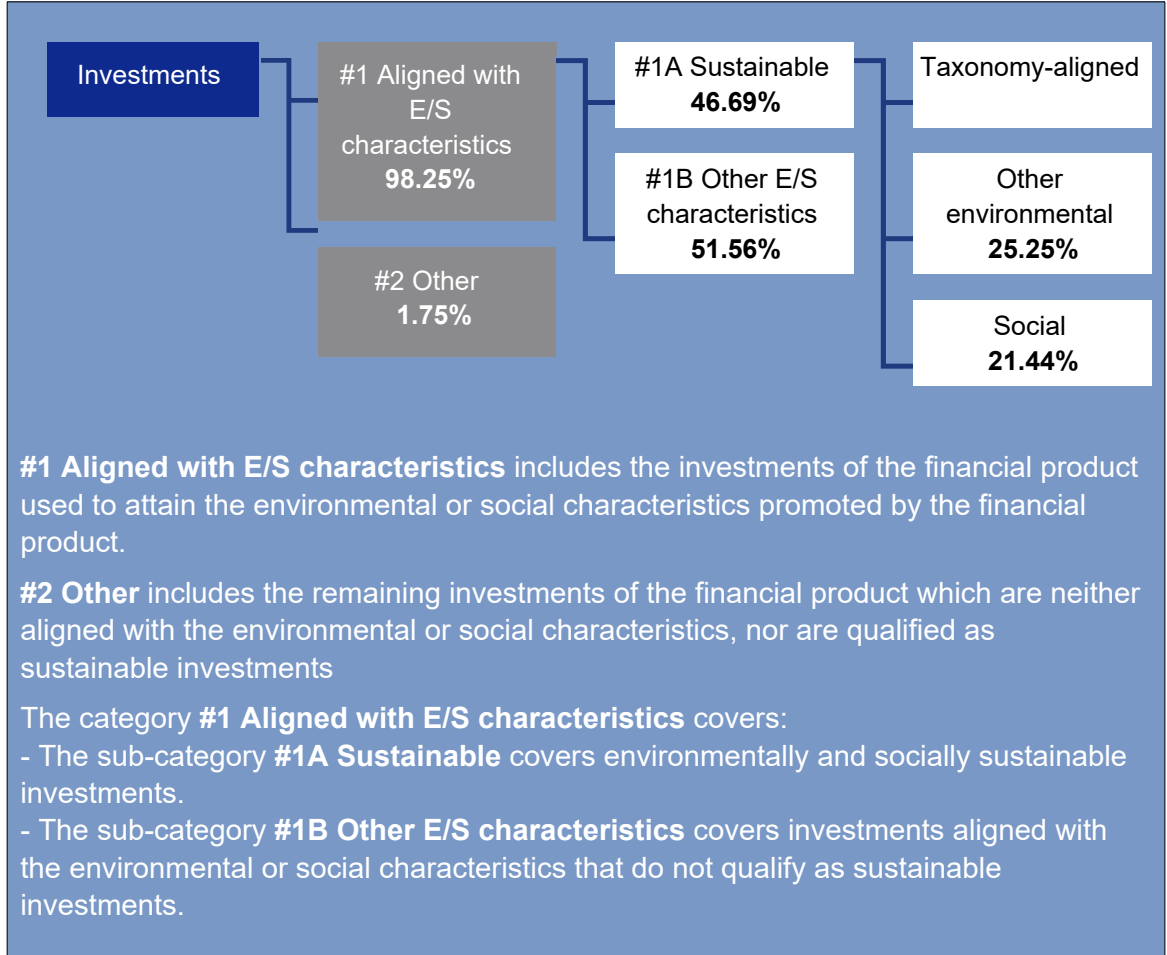 Investments
#1 Aligned with
E/S
characteristics
98.25%
#2 Other
1.75%
#1A Sustainable
46.69%
#1B Other E/S
characteristics
51.56%
Taxonomy-aligned
Other
environmental
25.25%
Social
21.44%
#1 Aligned with E/S characteristics includes the investments of the financial product
used to attain the environmental or social characteristics promoted by the financial
product.
#2 Other includes the remaining investments of the financial product which are neither
aligned with the environmental or social characteristics, nor are qualified as
sustainable investments
The category #1 Aligned with E/S characteristics covers:
- The sub-category #1A Sustainable covers environmentally and socially sustainable
investments.
- The sub-category #1B Other E/S characteristics covers investments aligned with
the environmental or social characteristics that do not qualify as sustainable
investments.